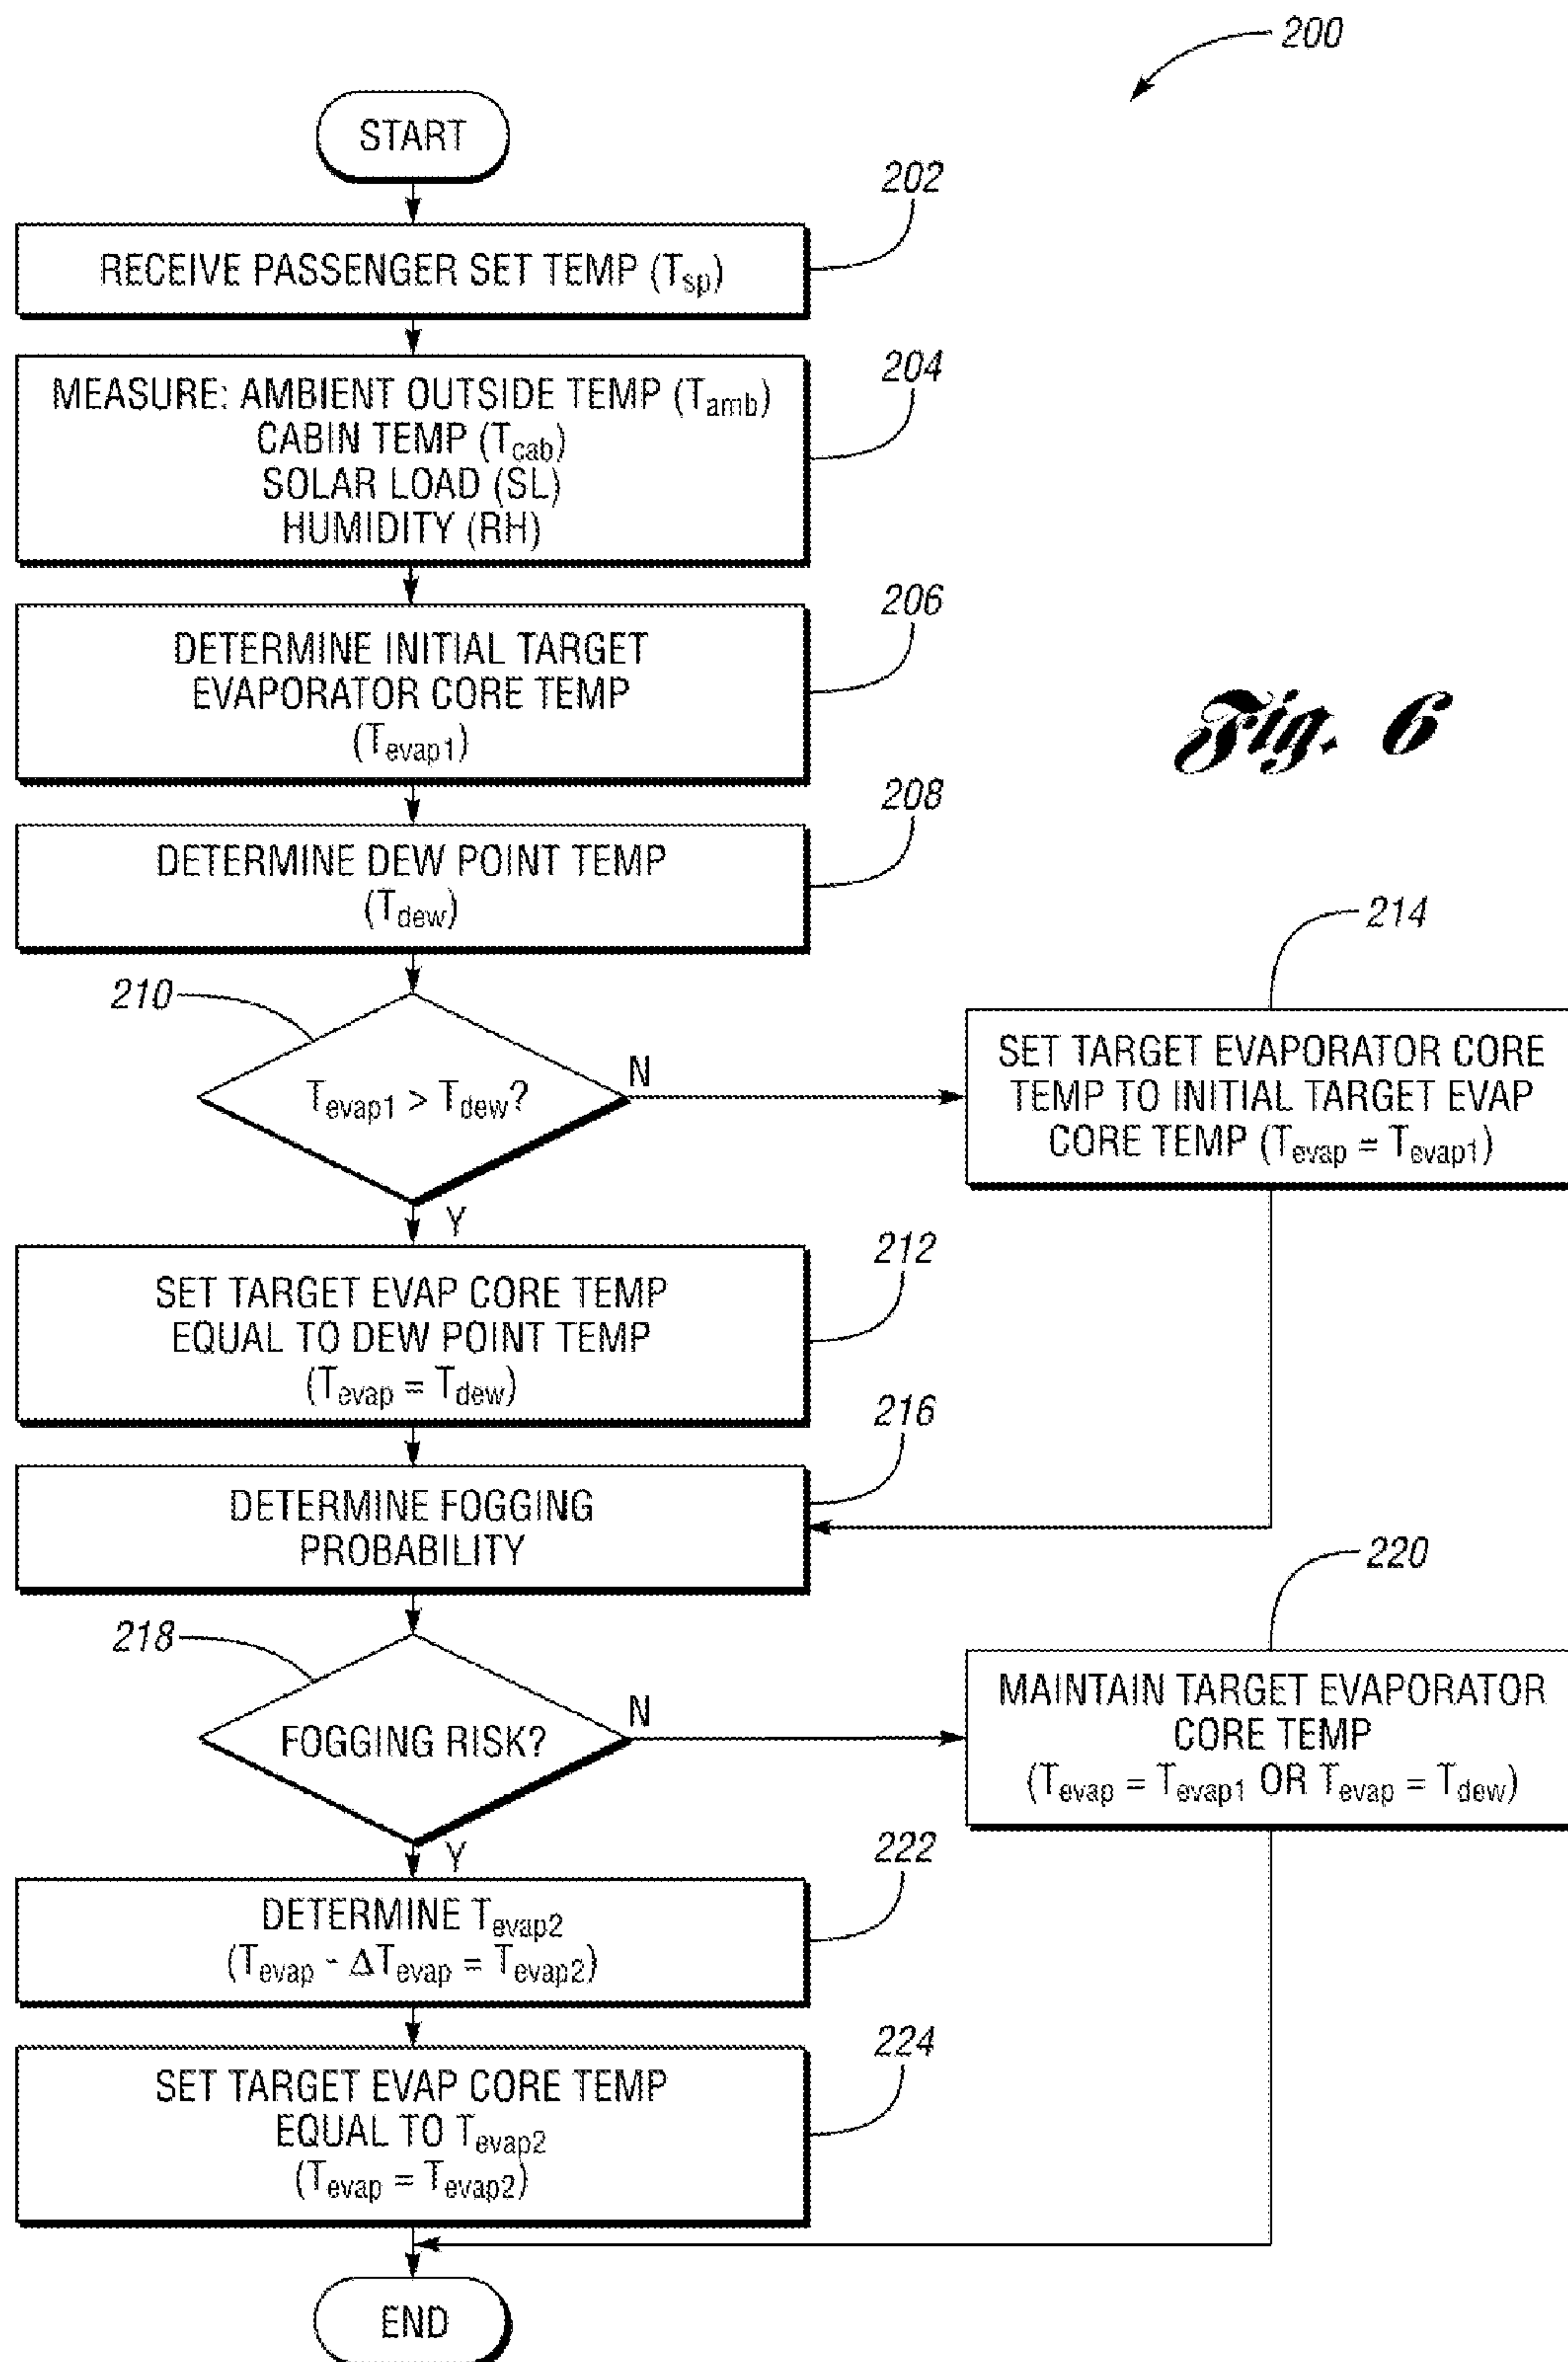 200
START
202
RECEIVE PASSENGER SET TEMP (Tsp)
204
MEASURE: AMBIENT OUTSIDE TEMP (Tamb)
CABIN TEMP (Tcab)
SOLAR LOAD (SL)
HUMIDITY (RH)
206
DETERMINE INITIAL TARGET
EVAPORATOR CORE TEMP
(Tevap1)
Fig. 6
208
DETERMINE DEW POINT TEMP
(Tdew)
210
Tevap1 > Tdew?
N
Y
214
SET TARGET EVAPORATOR CORE
TEMP TO INITIAL TARGET EVAP
CORE TEMP (Tevap = Tevap1)
212
SET TARGET EVAP CORE TEMP
EQUAL TO DEW POINT TEMP
(Tevap = Tdew)
216
DETERMINE FOGGING
PROBABILITY
218
FOGGING RISK?
N
Y
220
MAINTAIN TARGET EVAPORATOR
CORE TEMP
(Tevap = Tevap1 OR Tevap = Tdew)
222
DETERMINE Tevap2
(Tevap - ΔTevap = Tevap2)
224
SET TARGET EVAP CORE TEMP
EQUAL TO Tevap2
(Tevap = Tevap2)
END